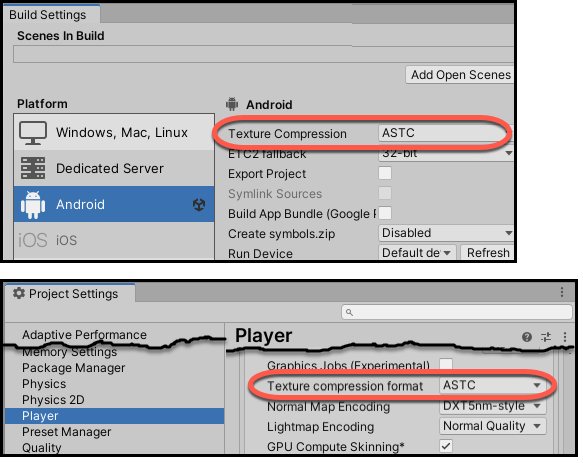 Build Settings
Scenes In Build
Add Open Scenes
Platform
Windows, Mac, Linux
Dedicated Server
Android
iOS iOS
Android
Texture Compression ASTC
ETC2 fallback 32-bit
Export Project
Symlink Sources
Build App Bundle (Google
Create symbols.zip Disabled
Run Device Default de Refresh
Project Settings
Adaptive Performance
Memory Settings
Package Manager
Physics
Physics 2D
Player
Preset Manager
Quality
Player
Graphics Jobs (Experimental)
Texture compression format ASTC
Normal Map Encoding DXT5nm-style
Lightmap Encoding Normal Quality
GPU Compute Skinning*